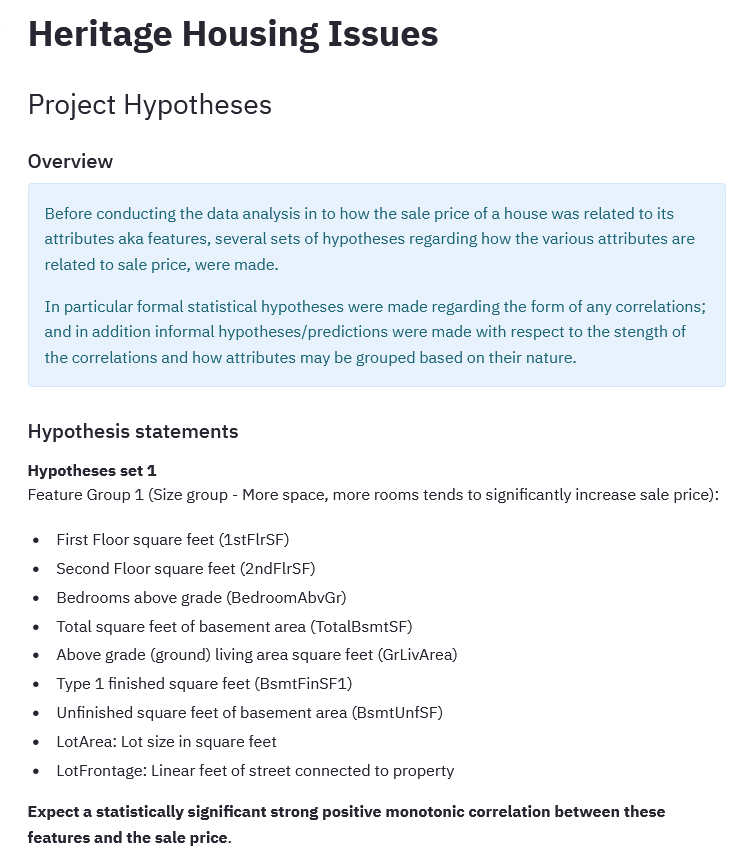 Heritage Housing Issues
Project Hypotheses
Overview
Before conducting the data analysis in to how the sale price of a house was related to its
attributes aka features, several sets of hypotheses regarding how the various attributes are
related to sale price, were made.
In particular formal statistical hypotheses were made regarding the form of any correlations;
and in addition informal hypotheses/predictions were made with respect to the stength of
the correlations and how attributes may be grouped based on their nature.
Hypothesis statements
Hypotheses set 1
Feature Group 1 (Size group - More space, more rooms tends to significantly increase sale price):
• First Floor square feet (1stFlrSF)
• Second Floor square feet (2ndFlrSF)
• Bedrooms above grade (BedroomAbvGr)
• Total square feet of basement area (TotalBsmtSF)
• Above grade (ground) living area square feet (GrLivArea)
• Type 1 finished square feet (BsmtFinSF1)
• Unfinished square feet of basement area (BsmtUnfSF)
• LotArea: Lot size in square feet
• LotFrontage: Linear feet of street connected to property
Expect a statistically significant strong positive monotonic correlation between these
features and the sale price.